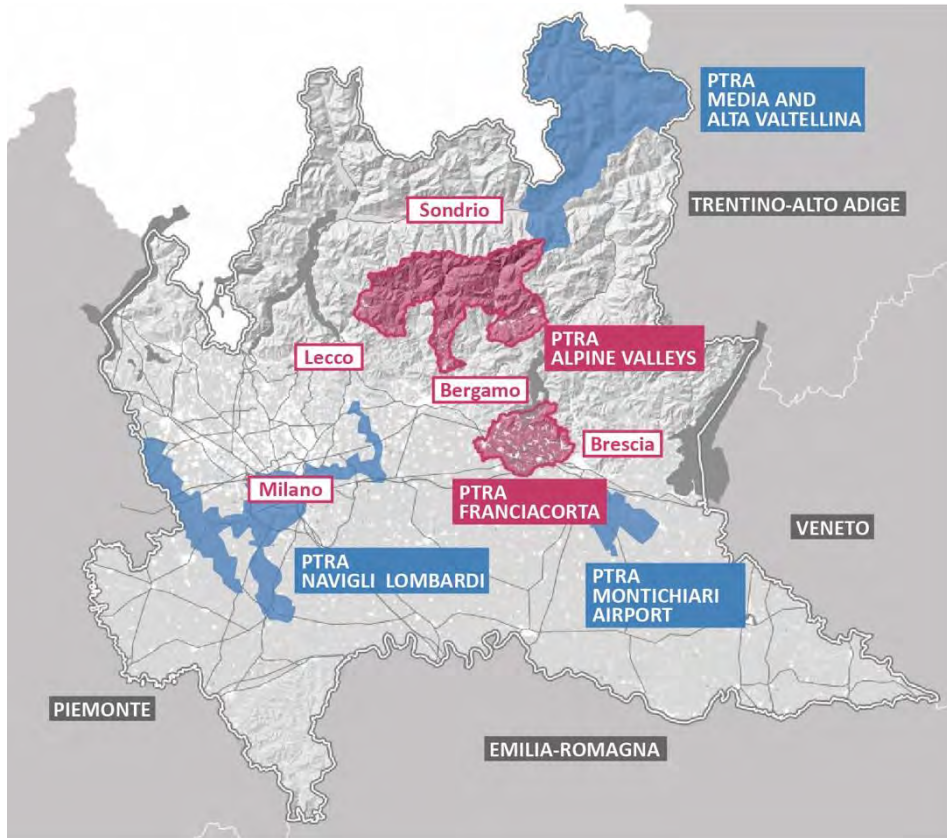 PTRA
MEDIA AND
ALTA VALTELLINA
TRENTINO-ALTO ADIGE
Sondrio
PTRA
ALPINE VALLEYS
Lecco
Bergamo
Brescia
Milano
PTRA
FRANCIACORTA
VENETO
PTRA
NAVIGLI LOMBARDI
PTRA
MONTICHIARI
AIRPORT
PIEMONTE
EMILIA-ROMAGNA